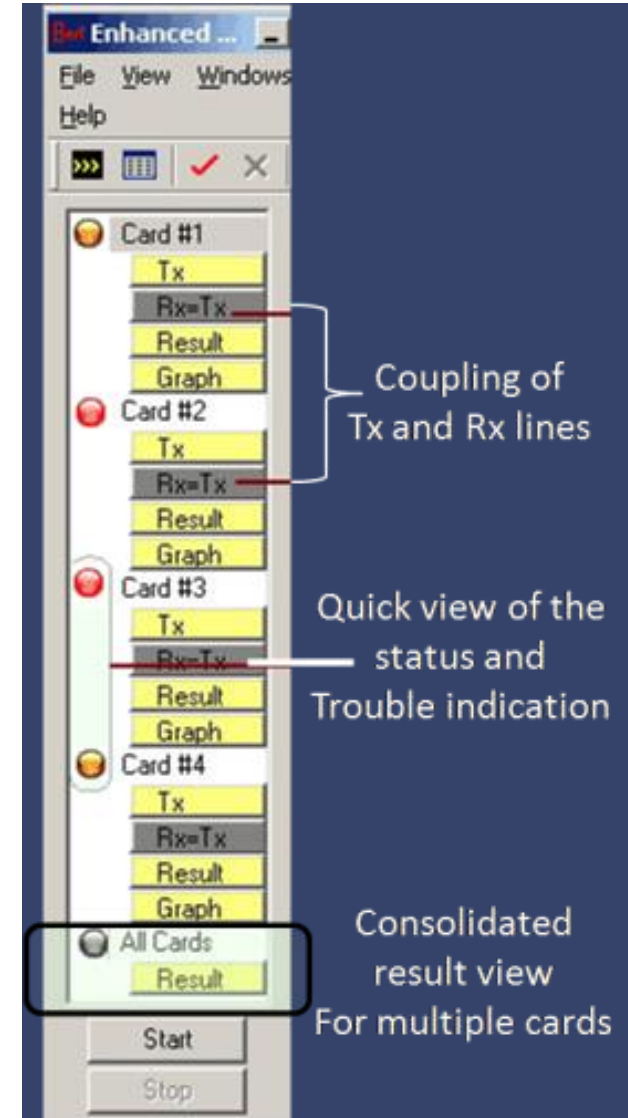 Bert Enhanced ...
File View Windows
Help
Card #1
Tx
Rx=Tx
Result
Graph
Card #2
Tx
Rx=Tx
Result
Graph
Card #3
Tx
Rx=Tx
Result
Graph
Card #4
Tx
Rx=Tx
Result
Graph
All Cards
Result
Start
Stop
Coupling of
Tx and Rx lines
Quick view of the
status and
Trouble indication
Consolidated
result view
For multiple cards